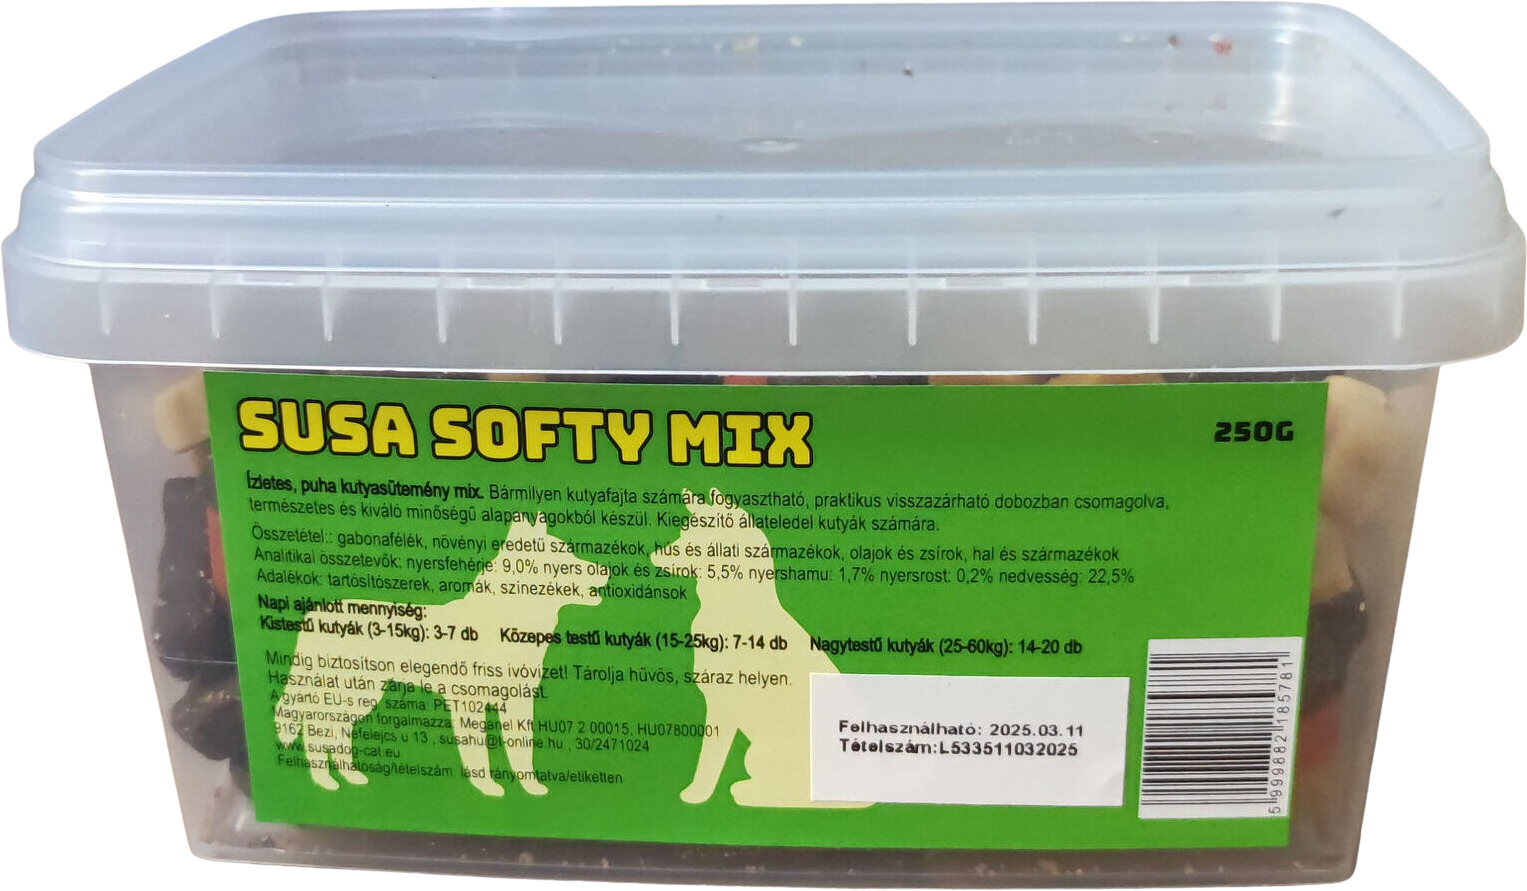 SUSA SOFTY MIX
250G
Ízletes, puha kutyasütemény mix. Bármilyen kutyafajta számára fogyasztható, praktikus visszazárható dobozban csomagolva,
természetes és kiváló minőségű alapanyagokból készül. Kiegészítő állateledel kutyák számára.
Összetétel:: gabonafélék, növényi eredetű származékok, hús és állati származékok, olajok és zsírok, hal és származékok
Analitikai összetevők: nyersfehérje: 9,0% nyers olajok és zsírok: 5,5% nyershamu: 1,7% nyersrost: 0,2% nedvesség: 22,5%
Adalékok: tartósítószerek, aromák, színezékek, antioxidánsok
Napi ajánlott mennyiség:
Kistestű kutyák (3-15kg): 3-7 db Közepes testű kutyák (15-25kg): 7-14 db Nagytestű kutyák (25-60kg): 14-20 db
Mindig biztosítson elegendő friss ivóvizet! Tárolja hűvös, száraz helyen.
Használat után zárja le a csomagolást.
A gyártó EU-s reg. száma: PET102444
Magyarországon forgalmazza: Meganel Kft HU07 2 00015, HU07800001
9162 Bezi, Nefelejcs u 13 , susahu@t-online.hu , 30/2471024
www.susadog-cat.eu
Felhasználhatóság/tételszám: lásd rányomtatva/etiketten
Felhasználható: 2025.03.11
Tételszám:L533511032025
5 999882 185781